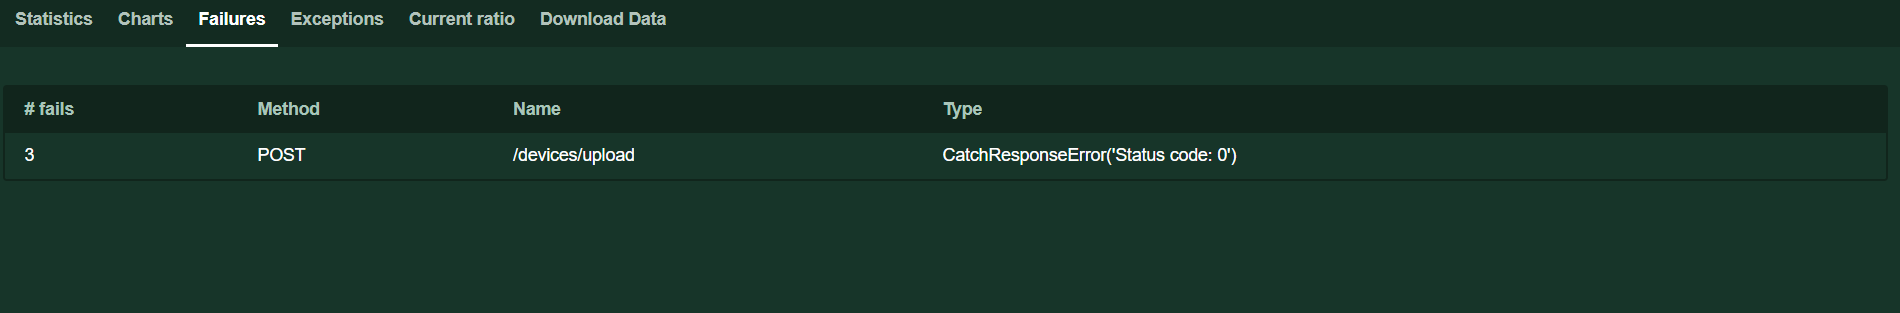 Statistics Charts Failures Exceptions Current ratio Download Data
# fails Method Name Type
3 POST /devices/upload CatchResponseError('Status code: 0')